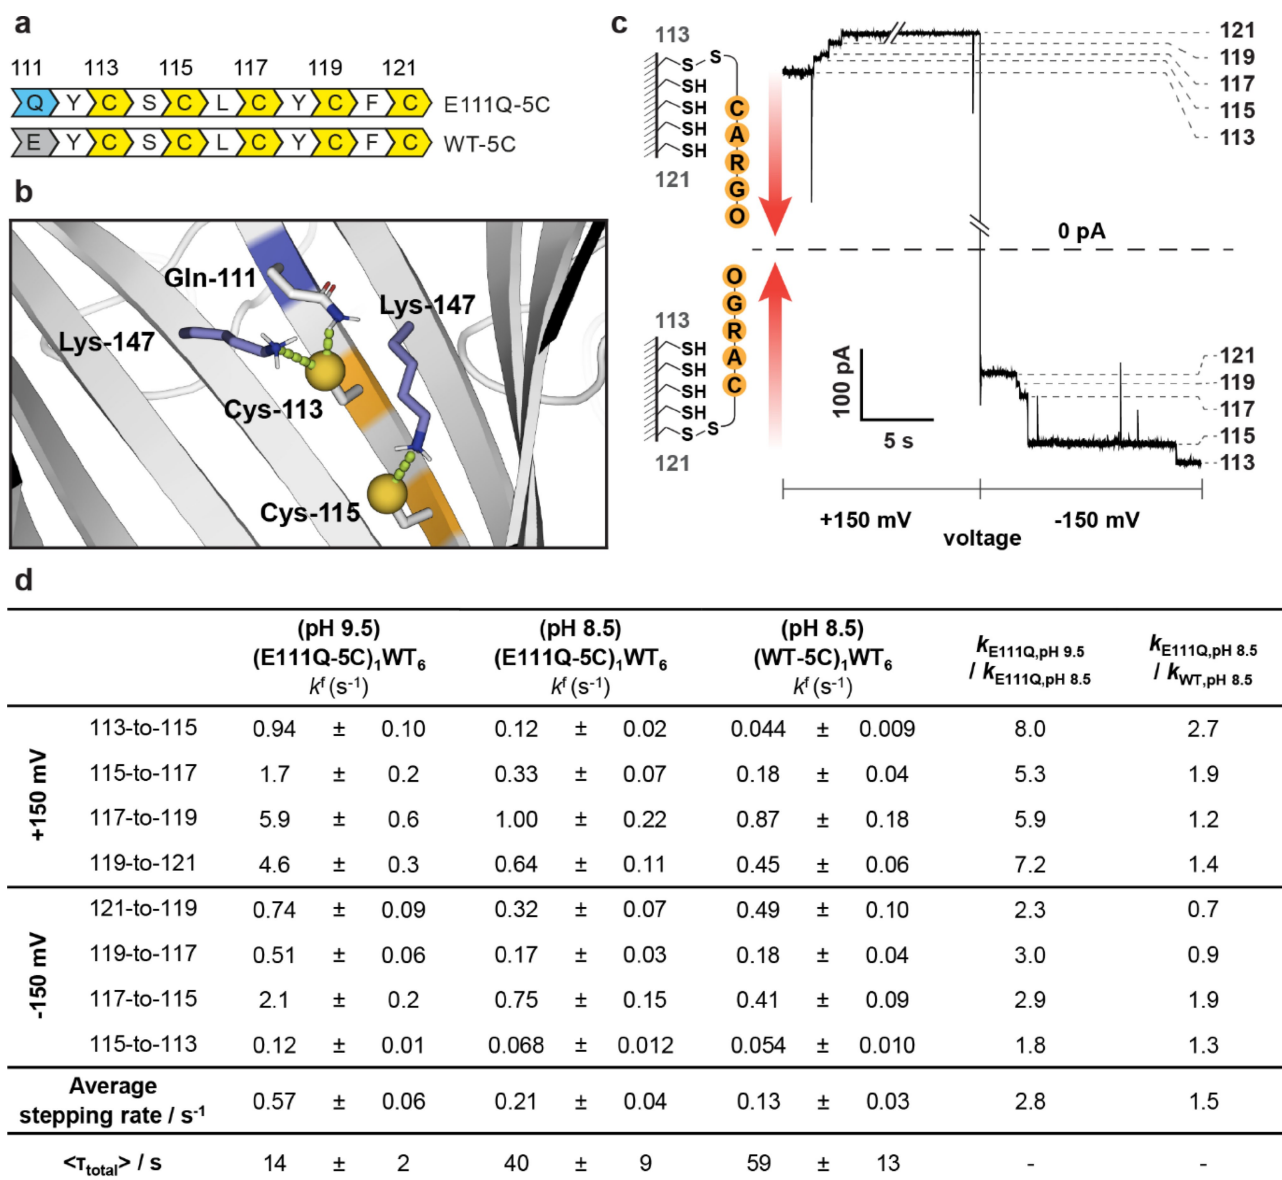 a
111 113 115 117 119 121
Q Y C S C L C Y C F C E111Q-5C
E Y C S C L C Y C F C WT-5C
b
Gln-111
Lys-147
Lys-147
Cys-113
Cys-115
c
113
S S
SH
SH
SH
SH
121
C
A
R
G
O
121
119
117
115
113
0 pA
O
G
R
A
C
113
SH
SH
SH
SH
S S
121
100 pA
5 s
121
119
117
115
113
+150 mV -150 mV
voltage
d
(pH 9.5) (pH 8.5) (pH 8.5)
(E111Q-5C)₁WT₆ (E111Q-5C)₁WT₆ (WT-5C)₁WT₆ kE111Q,pH 9.5 kE111Q,pH 8.5
kᶠ (s⁻¹) kᶠ (s⁻¹) kᶠ (s⁻¹) / kE111Q,pH 8.5 / kWT,pH 8.5
+150 mV
113-to-115 0.94 ± 0.10 0.12 ± 0.02 0.044 ± 0.009 8.0 2.7
115-to-117 1.7 ± 0.2 0.33 ± 0.07 0.18 ± 0.04 5.3 1.9
117-to-119 5.9 ± 0.6 1.00 ± 0.22 0.87 ± 0.18 5.9 1.2
119-to-121 4.6 ± 0.3 0.64 ± 0.11 0.45 ± 0.06 7.2 1.4
-150 mV
121-to-119 0.74 ± 0.09 0.32 ± 0.07 0.49 ± 0.10 2.3 0.7
119-to-117 0.51 ± 0.06 0.17 ± 0.03 0.18 ± 0.04 3.0 0.9
117-to-115 2.1 ± 0.2 0.75 ± 0.15 0.41 ± 0.09 2.9 1.9
115-to-113 0.12 ± 0.01 0.068 ± 0.012 0.054 ± 0.010 1.8 1.3
Average
stepping rate / s⁻¹ 0.57 ± 0.06 0.21 ± 0.04 0.13 ± 0.03 2.8 1.5
<τtotal> / s 14 ± 2 40 ± 9 59 ± 13 - -